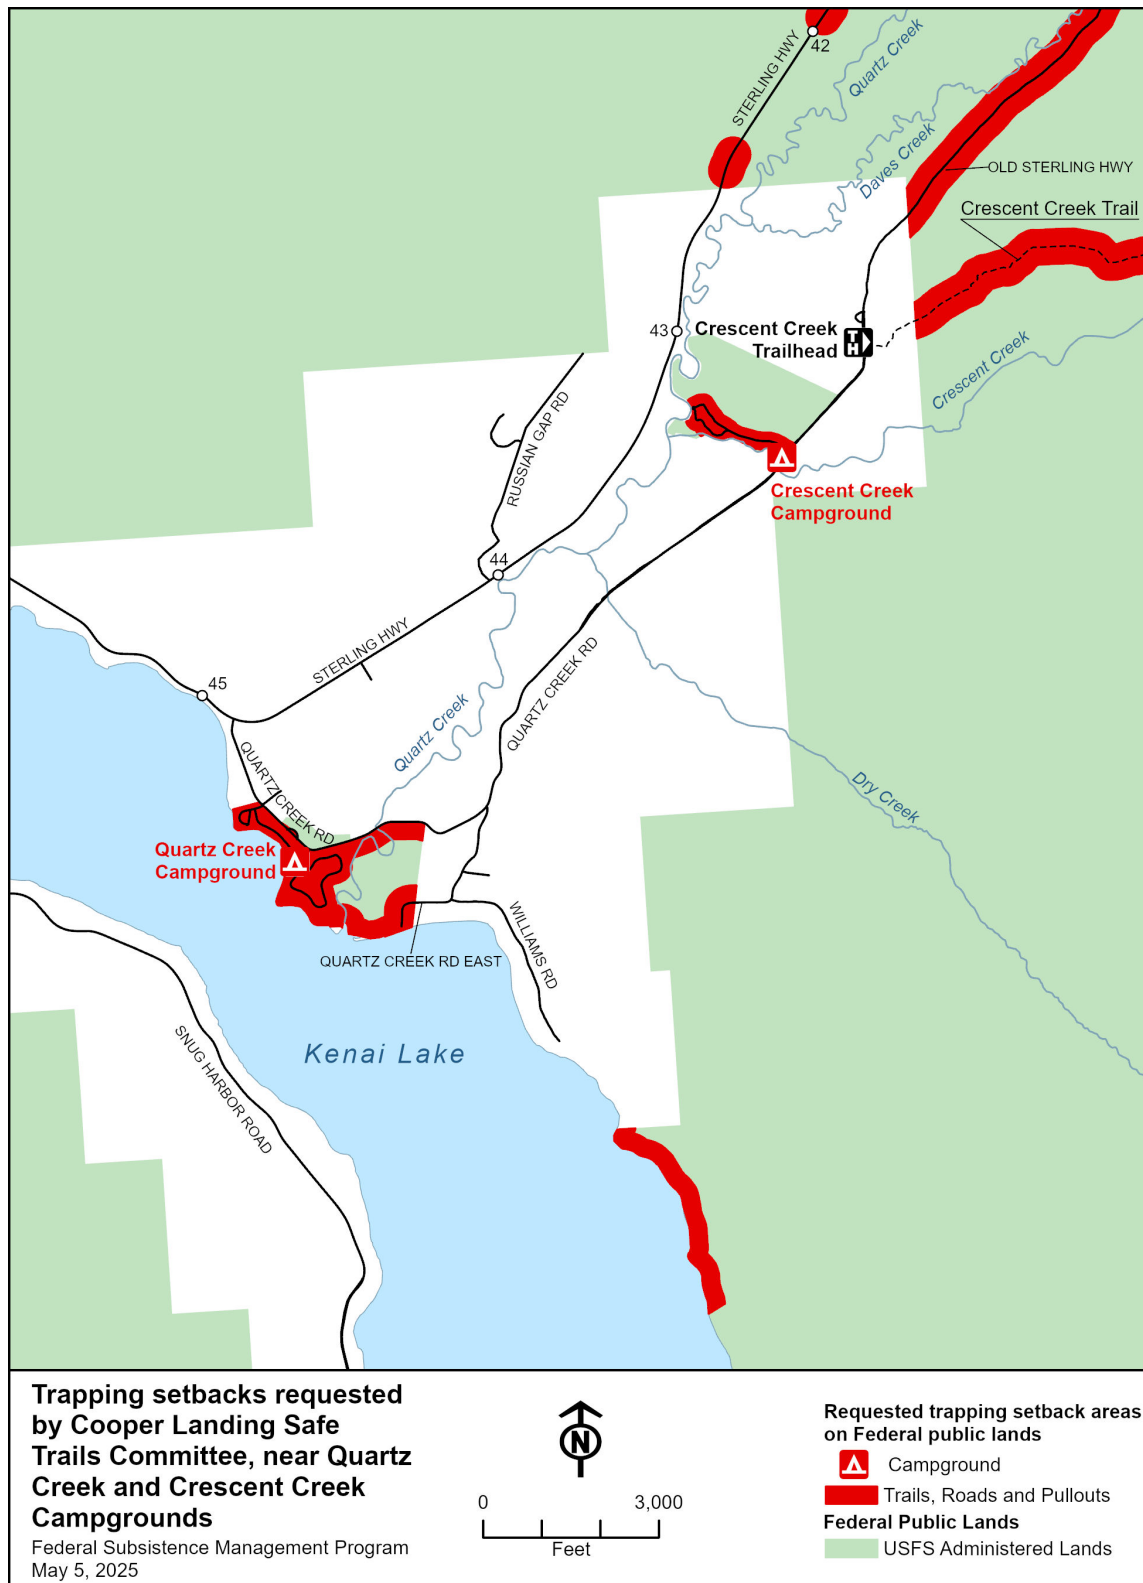 42
STERLING HWY
Quartz Creek
Daves Creek
OLD STERLING HWY
Crescent Creek Trail
43
Crescent Creek
Trailhead
TH
Crescent Creek
RUSSIAN GAP RD
Crescent Creek
Campground
44
STERLING HWY
QUARTZ CREEK RD
45
Quartz Creek
QUARTZ CREEK RD
Dry Creek
Quartz Creek
Campground
WILLIAMS RD
QUARTZ CREEK RD EAST
Kenai Lake
SNUG HARBOR ROAD
Trapping setbacks requested
by Cooper Landing Safe
Trails Committee, near Quartz
Creek and Crescent Creek
Campgrounds
Federal Subsistence Management Program
May 5, 2025
N
0 3,000
Feet
Requested trapping setback areas
on Federal public lands
Campground
Trails, Roads and Pullouts
Federal Public Lands
USFS Administered Lands